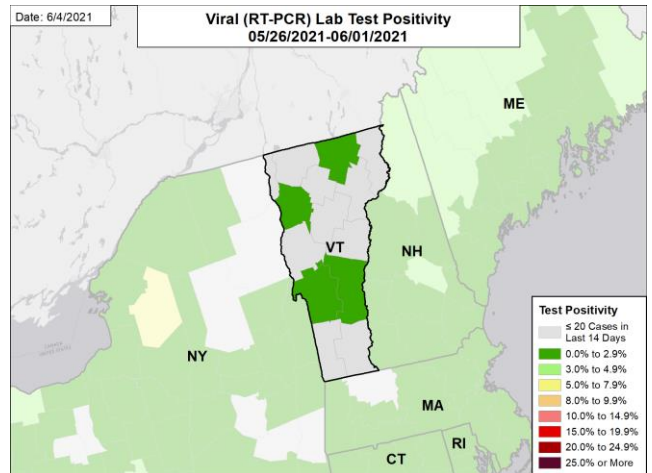 Date: 6/4/2021
Viral (RT-PCR) Lab Test Positivity
05/26/2021-06/01/2021
ME
VT
NH
NY
MA
CT
RI
Test Positivity
≤ 20 Cases in
Last 14 Days
0.0% to 2.9%
3.0% to 4.9%
5.0% to 7.9%
8.0% to 9.9%
10.0% to 14.9%
15.0% to 19.9%
20.0% to 24.9%
25.0% or More